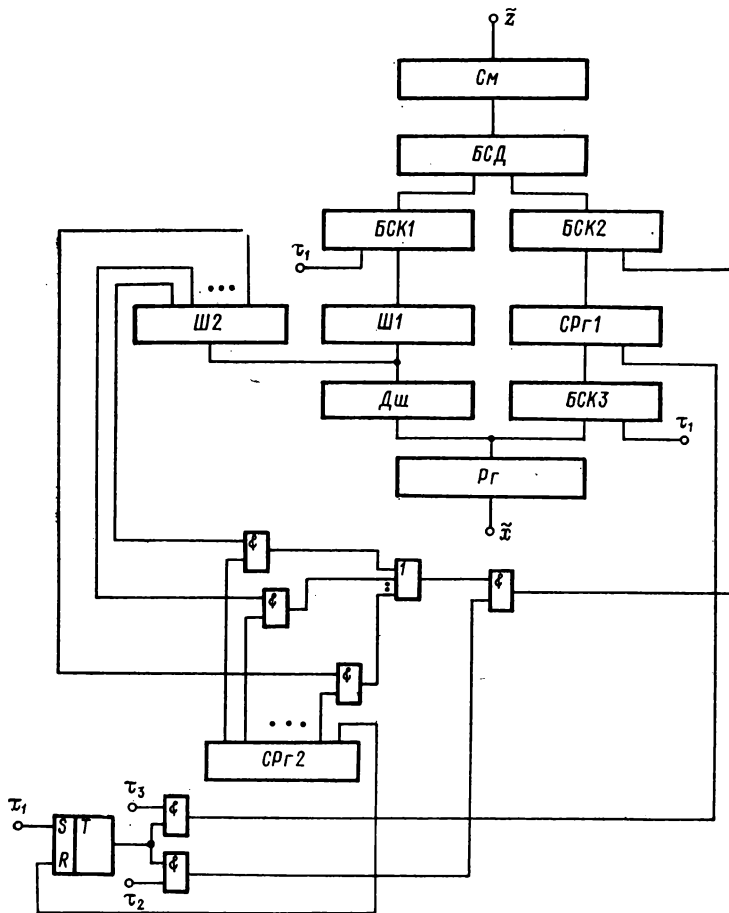 z̃
См
БСД
БСК1 БСК2
τ₁
•••
Ш2 Ш1 СРг1
Дш БСК3
τ₁
Рг
x̃
&
1
&
&
&
•••
СРг2
τ₃
τ₁ S T &
R &
τ₂